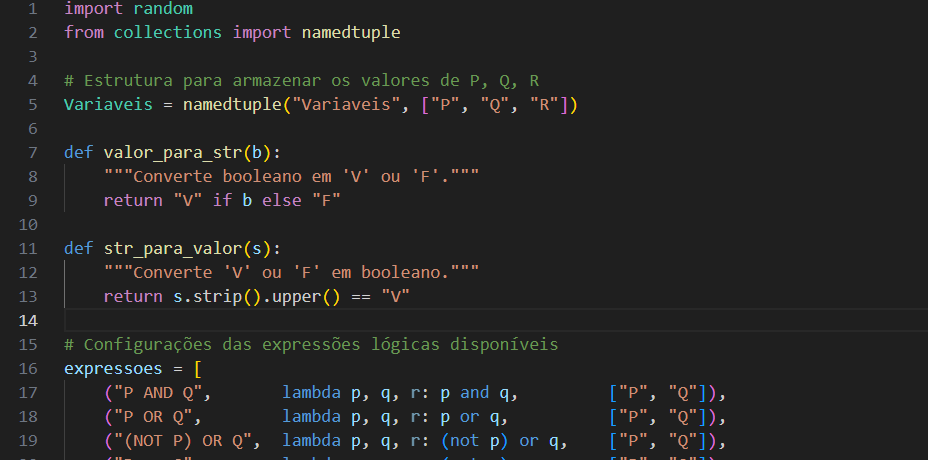 1 import random
2 from collections import namedtuple
3
4 # Estrutura para armazenar os valores de P, Q, R
5 Variaveis = namedtuple("Variaveis", ["P", "Q", "R"])
6
7 def valor_para_str(b):
8     """Converte booleano em 'V' ou 'F'."""
9     return "V" if b else "F"
10
11 def str_para_valor(s):
12     """Converte 'V' ou 'F' em booleano."""
13     return s.strip().upper() == "V"
14
15 # Configurações das expressões lógicas disponíveis
16 expressoes = [
17     ("P AND Q",       lambda p, q, r: p and q,         ["P", "Q"]),
18     ("P OR Q",        lambda p, q, r: p or q,          ["P", "Q"]),
19     ("(NOT P) OR Q",  lambda p, q, r: (not p) or q,    ["P", "Q"]),